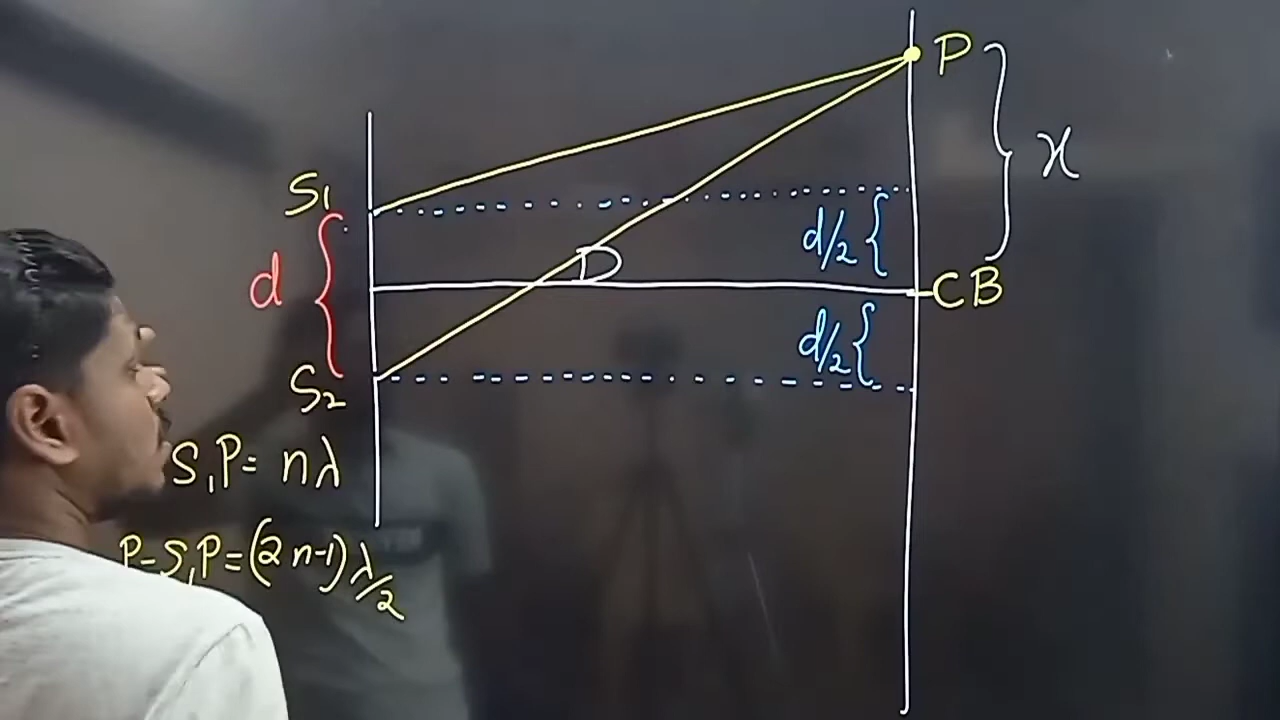 P
x
S₁
d/2
d
D
CB
d/2
S₂
S₁P = nλ
P-S₁P = (2n-1)λ/2